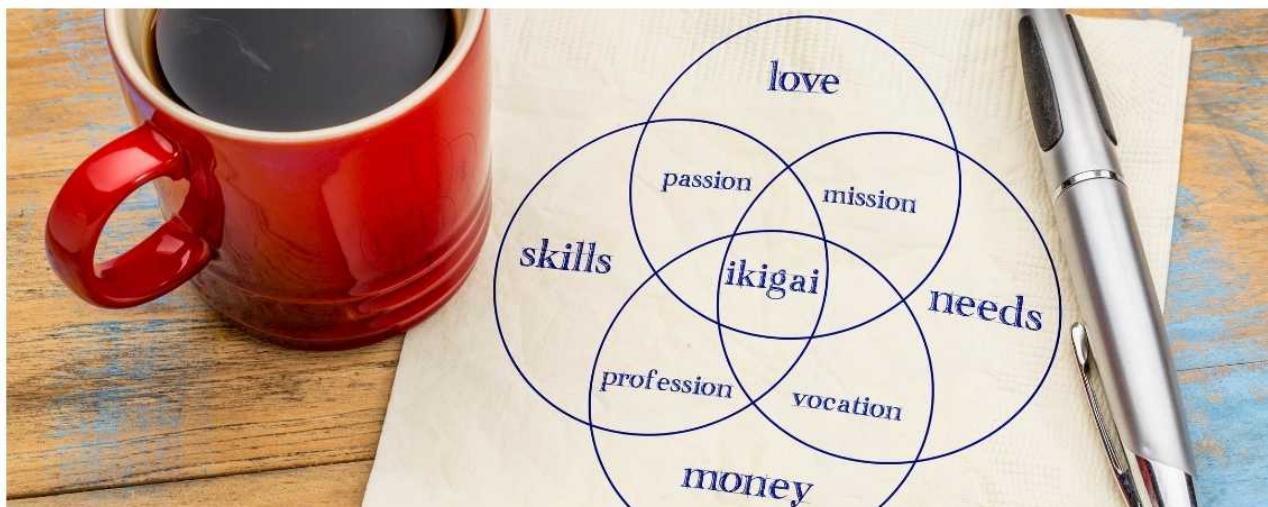 love
passion
mission
skills
ikigai
needs
profession
vocation
money